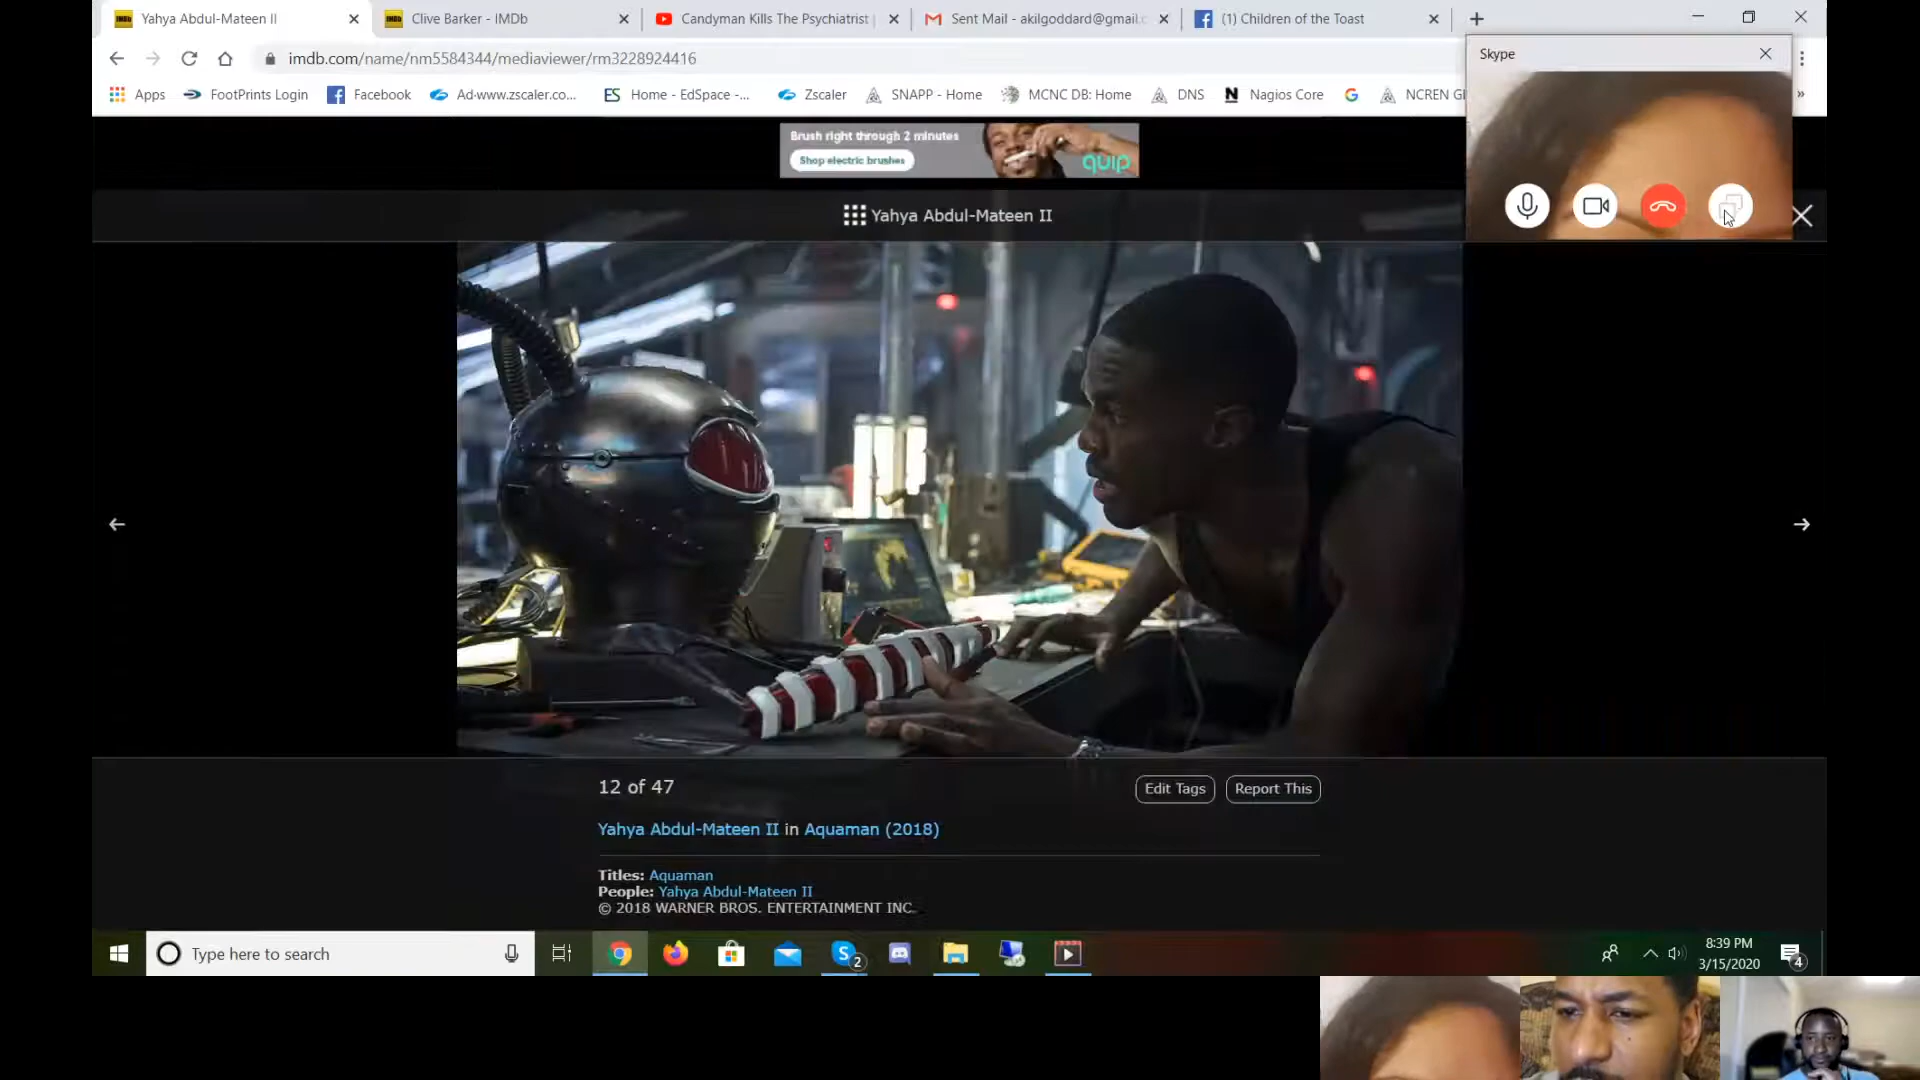 Yahya Abdul-Mateen II
Clive Barker - IMDb
Candyman Kills The Psychiatrist
Sent Mail - akilgoddard@gmail.c
(1) Children of the Toast
imdb.com/name/nm5584344/mediaviewer/rm3228924416
Skype
Apps
FootPrints Login
Facebook
Ad-www.zscaler.co...
ES Home - EdSpace -...
Zscaler
SNAPP - Home
MCNC DB: Home
DNS
N Nagios Core
G
NCREN Gl
»
Brush right through 2 minutes
Shop electric brushes
quip
Yahya Abdul-Mateen II
12 of 47
Edit Tags
Report This
Yahya Abdul-Mateen II in Aquaman (2018)
Titles: Aquaman
People: Yahya Abdul-Mateen II
© 2018 WARNER BROS. ENTERTAINMENT INC.
Type here to search
S 2
8:39 PM
3/15/2020
4